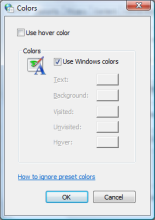 Colors
Use hover color
Colors
Use Windows colors
Text:
Background:
Visited:
Unvisited:
Hover:
How to ignore preset colors
OK
Cancel